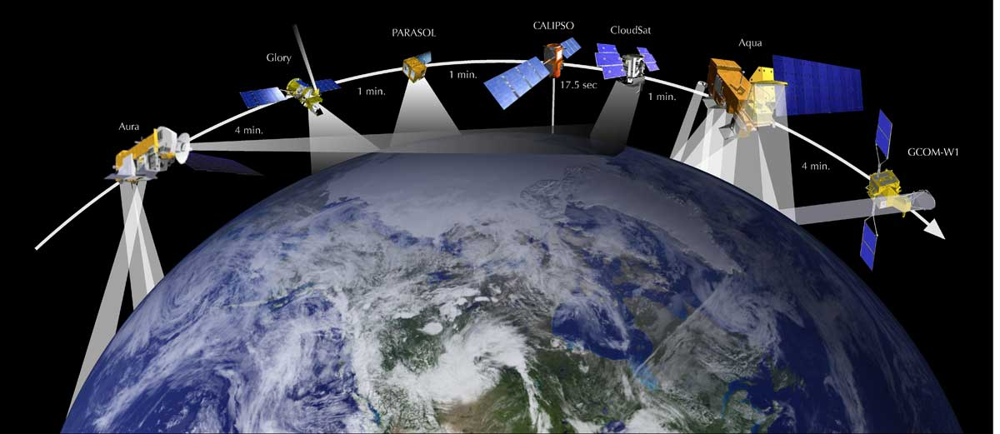 Aura
4 min.
Glory
1 min.
PARASOL
1 min.
CALIPSO
17.5 sec
CloudSat
1 min.
Aqua
4 min.
GCOM-W1